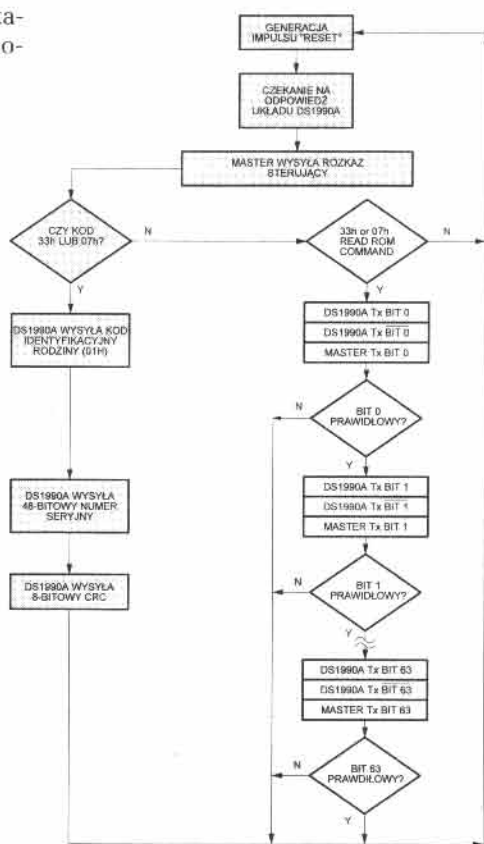 ka-
o-
GENERACJA
IMPULSU "RESET"
CZEKANIE NA
ODPOWIEDŹ
UKŁADU DS1990A
MASTER WYSYŁA ROZKAZ
STERUJĄCY
CZY KOD
33h LUB 07h?
N
Y
33h or 07h
READ ROM
COMMAND
N
Y
DS1990A WYSYŁA KOD
IDENTYFIKACYJNY
RODZINY (01H)
DS1990A WYSYŁA
48-BITOWY NUMER
SERYJNY
DS1990A WYSYŁA
8-BITOWY CRC
DS1990A Tx BIT 0
DS1990A Tx BIT 0
MASTER Tx BIT 0
BIT 0
PRAWIDŁOWY?
N
Y
DS1990A Tx BIT 1
DS1990A Tx BIT 1
MASTER Tx BIT 1
BIT 1
PRAWIDŁOWY?
N
Y
DS1990A Tx BIT 63
DS1990A Tx BIT 63
MASTER Tx BIT 63
BIT 63
PRAWDIŁOWY?
N
Y